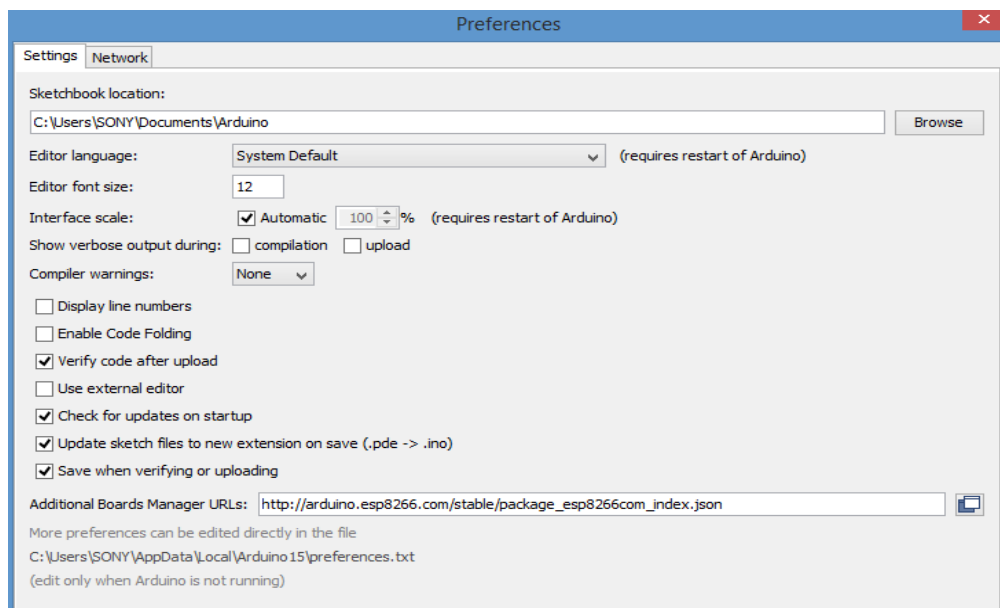 Preferences
Settings Network
Sketchbook location:
C:\Users\SONY\Documents\Arduino Browse
Editor language: System Default (requires restart of Arduino)
Editor font size: 12
Interface scale: Automatic 100 % (requires restart of Arduino)
Show verbose output during: compilation upload
Compiler warnings: None
Display line numbers
Enable Code Folding
Verify code after upload
Use external editor
Check for updates on startup
Update sketch files to new extension on save (.pde -> .ino)
Save when verifying or uploading
Additional Boards Manager URLs: http://arduino.esp8266.com/stable/package_esp8266com_index.json
More preferences can be edited directly in the file
C:\Users\SONY\AppData\Local\Arduino15\preferences.txt
(edit only when Arduino is not running)